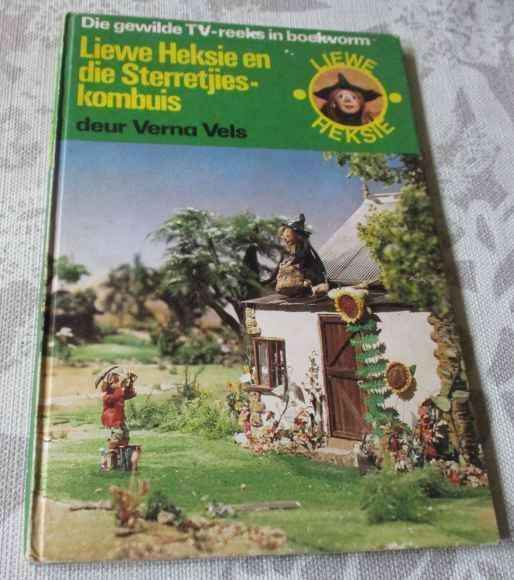 Die gewilde TV-reeks in boekvorm
Liewe Heksie en
die Sterretjies-
kombuis
deur Verna Vels
LIEWE
HEKSIE